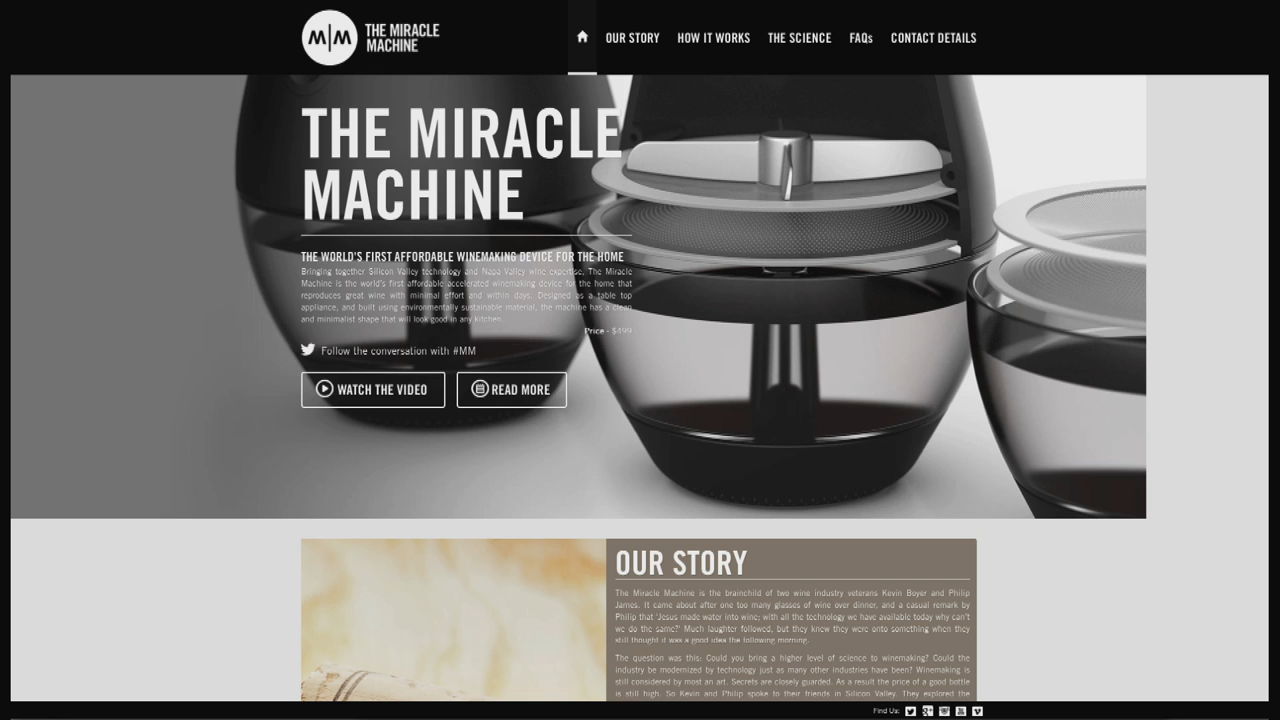 M|M THE MIRACLE
MACHINE
OUR STORY HOW IT WORKS THE SCIENCE FAQs CONTACT DETAILS
THE MIRACLE
MACHINE
THE WORLD'S FIRST AFFORDABLE WINEMAKING DEVICE FOR THE HOME
Bringing together Silicon Valley technology and Napa Valley wine expertise, The Miracle
Machine is the world's first affordable accelerated winemaking device for the home that
reproduces great wine with minimal effort and within days. Designed as a table top
appliance, and built using environmentally sustainable material, the machine has a clean
and minimalist shape that will look good in any kitchen.
Price - $499
Follow the conversation with #MM
WATCH THE VIDEO READ MORE
OUR STORY
The Miracle Machine is the brainchild of two wine industry veterans Kevin Boyer and Philip
James. It came about after one too many glasses of wine over dinner, and a casual remark by
Philip that 'Jesus made water into wine; with all the technology we have available today why can't
we do the same?' Much laughter followed, but they knew they were onto something when they
still thought it was a good idea the following morning.
The question was this: Could you bring a higher level of science to winemaking? Could the
industry be modernized by technology just as many other industries have been? Winemaking is
still considered by most an art. Secrets are closely guarded. As a result the price of a good bottle
is still high. So Kevin and Philip spoke to their friends in Silicon Valley. They explored the
Find Us: